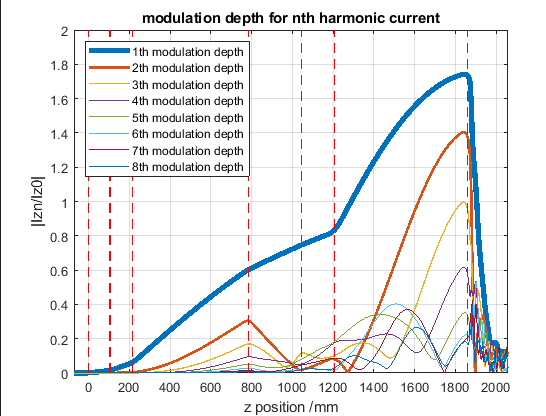 modulation depth for nth harmonic current
2
1.8
1.6
1.4
1.2
1
0.8
0.6
0.4
0.2
0
|Izn/Iz0|
1th modulation depth
2th modulation depth
3th modulation depth
4th modulation depth
5th modulation depth
6th modulation depth
7th modulation depth
8th modulation depth
0 200 400 600 800 1000 1200 1400 1600 1800 2000
z position /mm